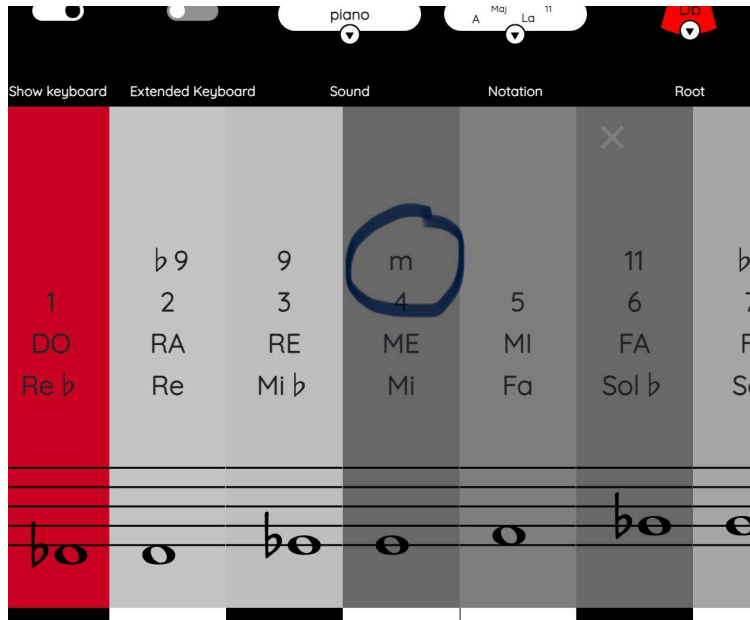 piano
A Maj La 11
Db
Show keyboard Extended Keyboard Sound Notation Root
♭9 9 m 11 ♭
1 2 3 4 5 6
DO RA RE ME MI FA
Re ♭ Re Mi ♭ Mi Fa Sol ♭